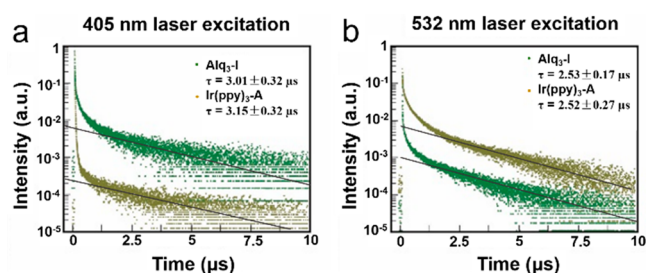 405 nm laser excitation
532 nm laser excitation
a
1
10-1
10-2
10-3
10-4
10-5
Intensity (a.u.)
Alq3-I
τ = 3.01±0.32 μs
Ir(ppy)3-A
τ = 3.15±0.32 μs
0 2.5 5 7.5 10
Time (μs)
b
1
10-1
10-2
10-3
10-4
10-5
Intensity (a.u.)
Alq3-I
τ = 2.53±0.17 μs
Ir(ppy)3-A
τ = 2.52±0.27 μs
0 2.5 5 7.5 10
Time (μs)